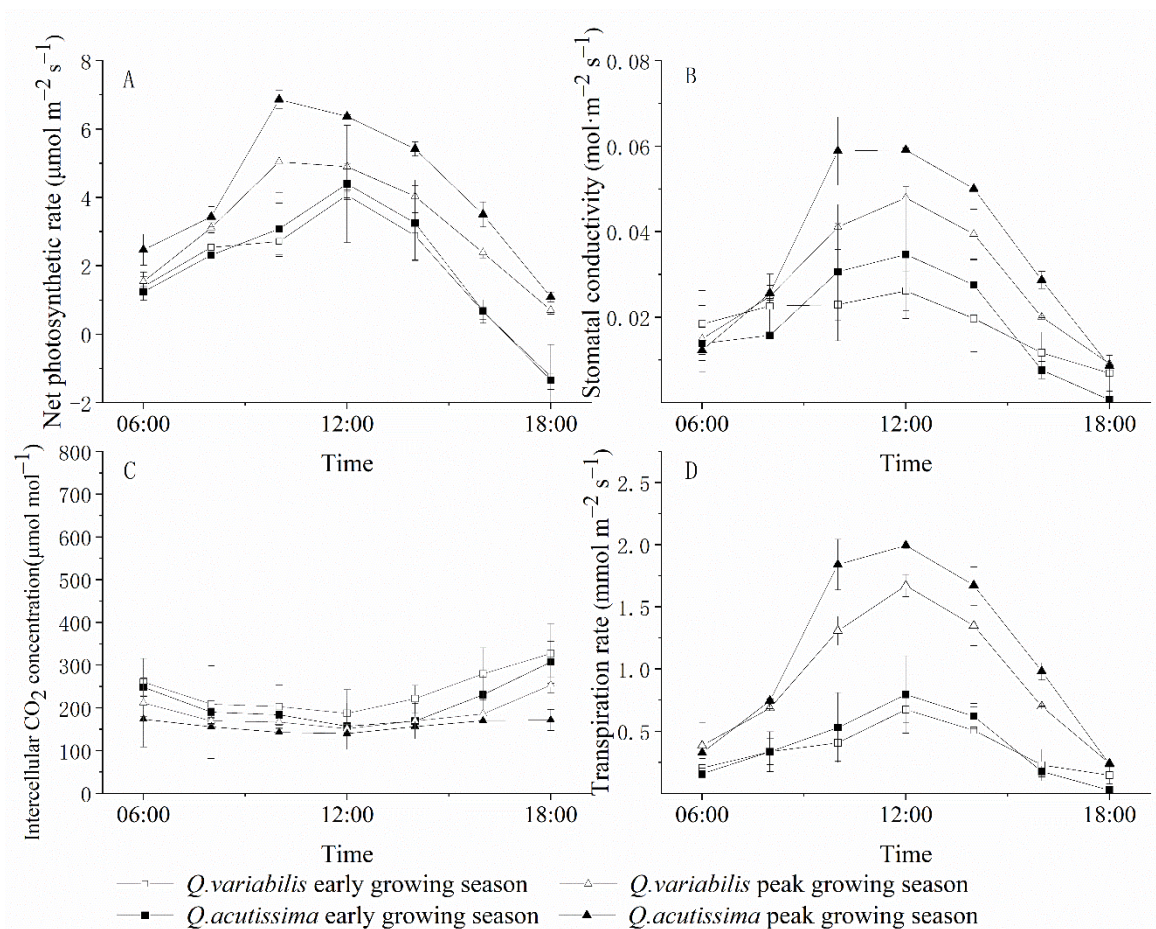 A
Net photosynthetic rate (μmol m−2 s−1)
8
6
4
2
0
−2
06:00 12:00 18:00
Time
B
Stomatal conductivity (mol·m−2 s−1)
0.08
0.06
0.04
0.02
06:00 12:00 18:00
Time
C
Intercellular CO2 concentration(μmol mol−1)
800
700
600
500
400
300
200
100
0
06:00 12:00 18:00
Time
D
Transpiration rate (mmol m−2 s−1)
2.5
2.0
1.5
1.0
0.5
06:00 12:00 18:00
Time
Q.variabilis early growing season
Q.variabilis peak growing season
Q.acutissima early growing season
Q.acutissima peak growing season